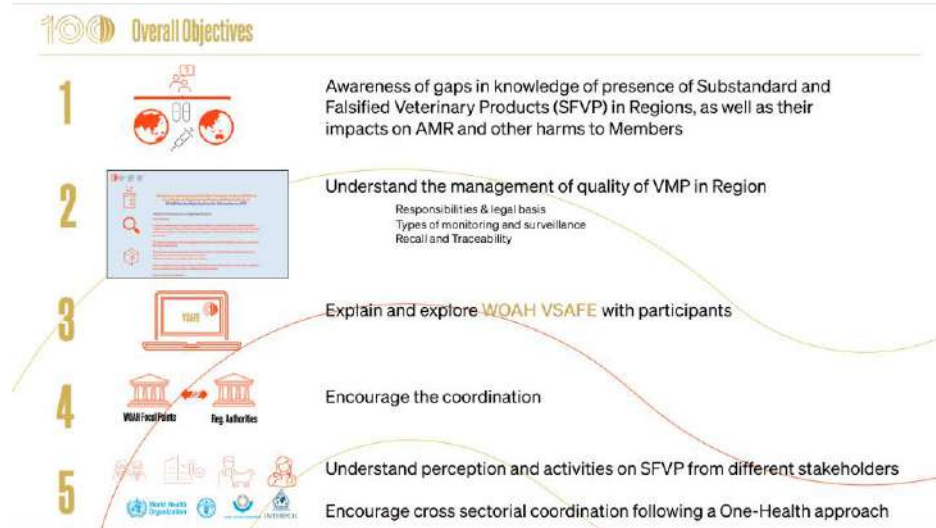 100 Overall Objectives
1
Awareness of gaps in knowledge of presence of Substandard and
Falsified Veterinary Products (SFVP) in Regions, as well as their
impacts on AMR and other harms to Members
2
Understand the management of quality of VMP in Region
Responsibilities & legal basis
Types of monitoring and surveillance
Recall and Traceability
3
VSAFE
Explain and explore WOAH VSAFE with participants
4
WOAH Focal Points
Reg. Authorities
Encourage the coordination
5
Understand perception and activities on SFVP from different stakeholders
World Health
Organization
INTERPOL
Encourage cross sectorial coordination following a One-Health approach